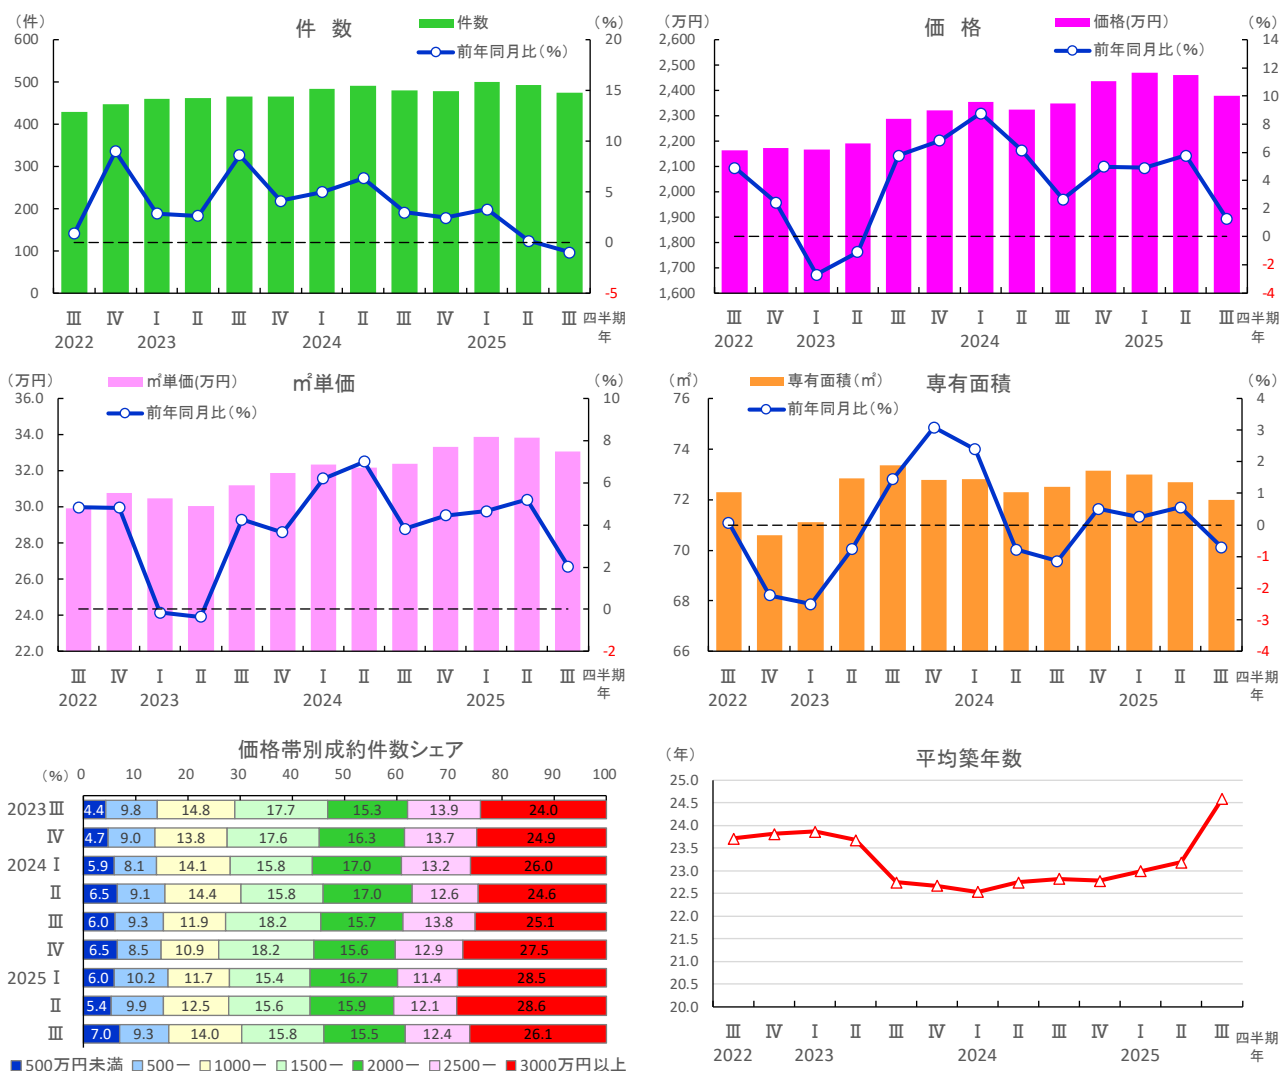 (件)
件 数
件数
前年同月比(%)
(%)
600
500
400
300
200
100
0
20
15
10
5
0
-5
Ⅲ Ⅳ Ⅰ Ⅱ Ⅲ Ⅳ Ⅰ Ⅱ Ⅲ Ⅳ Ⅰ Ⅱ Ⅲ 四半期
2022 2023 2024 2025 年
(万円)
価 格
価格(万円)
前年同月比(%)
(%)
2,600
2,500
2,400
2,300
2,200
2,100
2,000
1,900
1,800
1,700
1,600
14
12
10
8
6
4
2
0
-2
-4
Ⅲ Ⅳ Ⅰ Ⅱ Ⅲ Ⅳ Ⅰ Ⅱ Ⅲ Ⅳ Ⅰ Ⅱ Ⅲ 四半期
2022 2023 2024 2025 年
(万円)
㎡単価(万円)
㎡単価
前年同月比(%)
(%)
36.0
34.0
32.0
30.0
28.0
26.0
24.0
22.0
10
8
6
4
2
0
-2
Ⅲ Ⅳ Ⅰ Ⅱ Ⅲ Ⅳ Ⅰ Ⅱ Ⅲ Ⅳ Ⅰ Ⅱ Ⅲ 四半期
2022 2023 2024 2025 年
(㎡)
専有面積(㎡)
専有面積
前年同月比(%)
(%)
76
74
72
70
68
66
4
3
2
1
0
-1
-2
-3
-4
Ⅲ Ⅳ Ⅰ Ⅱ Ⅲ Ⅳ Ⅰ Ⅱ Ⅲ Ⅳ Ⅰ Ⅱ Ⅲ 四半期
2022 2023 2024 2025 年
価格帯別成約件数シェア
(%) 0 10 20 30 40 50 60 70 80 90 100
2023 Ⅲ 4.4 9.8 14.8 17.7 15.3 13.9 24.0
Ⅳ 4.7 9.0 13.8 17.6 16.3 13.7 24.9
2024 Ⅰ 5.9 8.1 14.1 15.8 17.0 13.2 26.0
Ⅱ 6.5 9.1 14.4 15.8 17.0 12.6 24.6
Ⅲ 6.0 9.3 11.9 18.2 15.7 13.8 25.1
Ⅳ 6.5 8.5 10.9 18.2 15.6 12.9 27.5
2025 Ⅰ 6.0 10.2 11.7 15.4 16.7 11.4 28.5
Ⅱ 5.4 9.9 12.5 15.6 15.9 12.1 28.6
Ⅲ 7.0 9.3 14.0 15.8 15.5 12.4 26.1
500万円未満 500ー 1000ー 1500ー 2000ー 2500ー 3000万円以上
(年)
平均築年数
25.0
24.5
24.0
23.5
23.0
22.5
22.0
21.5
21.0
20.5
20.0
Ⅲ Ⅳ Ⅰ Ⅱ Ⅲ Ⅳ Ⅰ Ⅱ Ⅲ Ⅳ Ⅰ Ⅱ Ⅲ 四半期
2022 2023 2024 2025 年